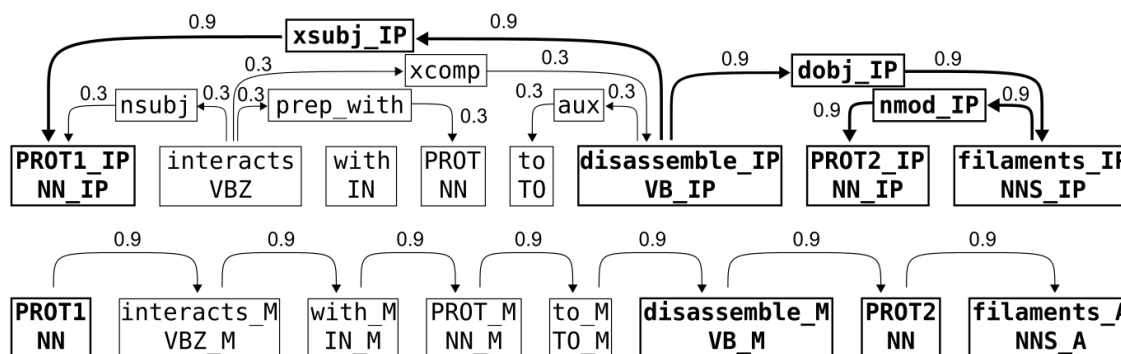 0.9 xsubj_IP 0.9
0.3 xcomp 0.3 0.9 dobj_IP 0.9
0.3 nsubj 0.3 0.3 prep_with 0.3 0.3 aux 0.3 0.9 nmod_IP 0.9
PROT1_IP interacts with PROT to disassemble_IP PROT2_IP filaments_IP
NN_IP VBZ IN NN TO VB_IP NN_IP NNS_IP
0.9 0.9 0.9 0.9 0.9 0.9 0.9
PROT1 interacts_M with_M PROT_M to_M disassemble_M PROT2 filaments_A
NN VBZ_M IN_M NN_M TO_M VB_M NN NNS_A